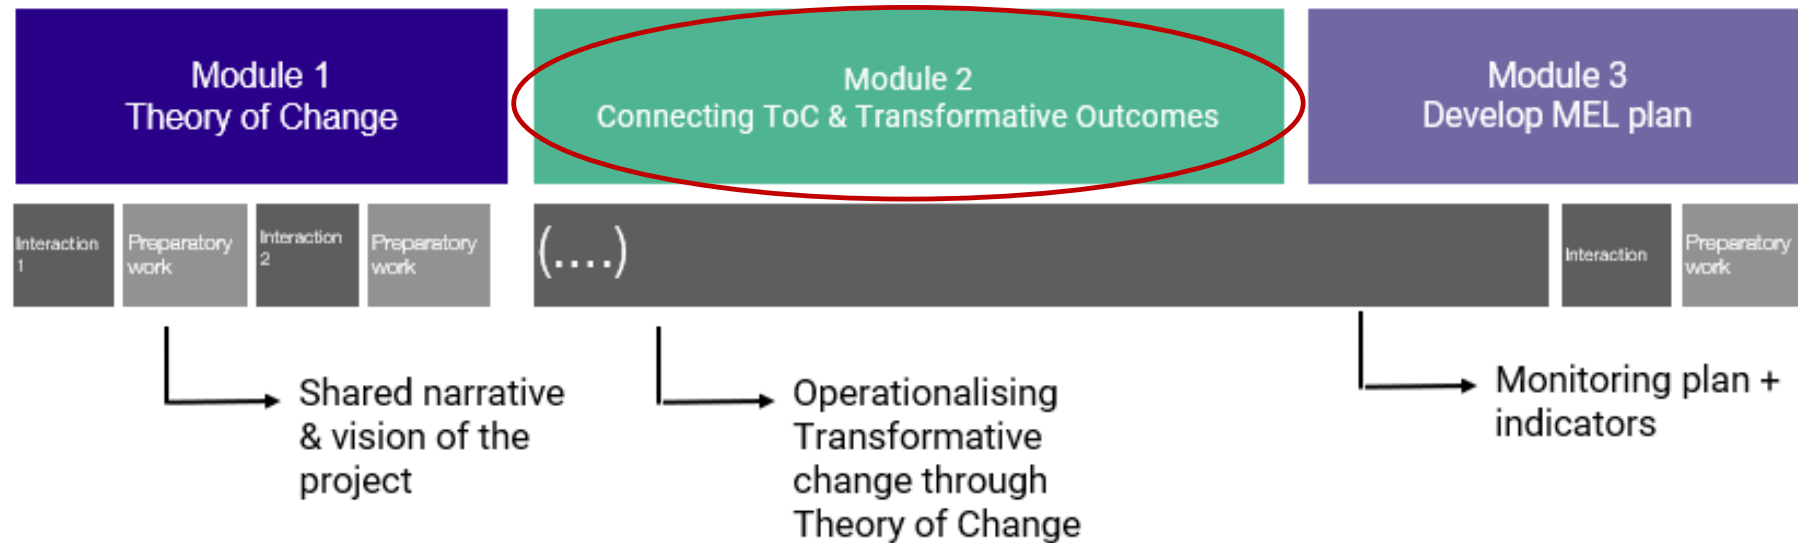 Module 1
Theory of Change
Module 2
Connecting ToC & Transformative Outcomes
Module 3
Develop MEL plan
Interaction
1
Preparatory
work
Interaction
2
Preparatory
work
(....)
Interaction
Preparatory
work
Shared narrative
& vision of the
project
Operationalising
Transformative
change through
Theory of Change
Monitoring plan +
indicators